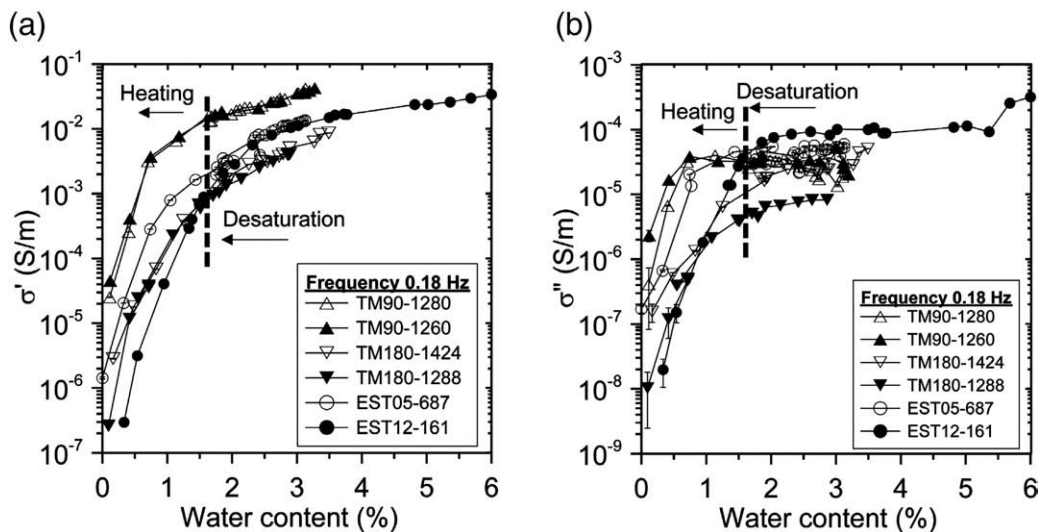 (a)
10⁻¹
10⁻²
10⁻³
10⁻⁴
10⁻⁵
10⁻⁶
10⁻⁷
σ' (S/m)
Heating
Desaturation
Frequency 0.18 Hz
TM90-1280
TM90-1260
TM180-1424
TM180-1288
EST05-687
EST12-161
0 1 2 3 4 5 6
Water content (%)
(b)
10⁻³
10⁻⁴
10⁻⁵
10⁻⁶
10⁻⁷
10⁻⁸
10⁻⁹
σ'' (S/m)
Desaturation
Heating
Frequency 0.18 Hz
TM90-1280
TM90-1260
TM180-1424
TM180-1288
EST05-687
EST12-161
0 1 2 3 4 5 6
Water content (%)